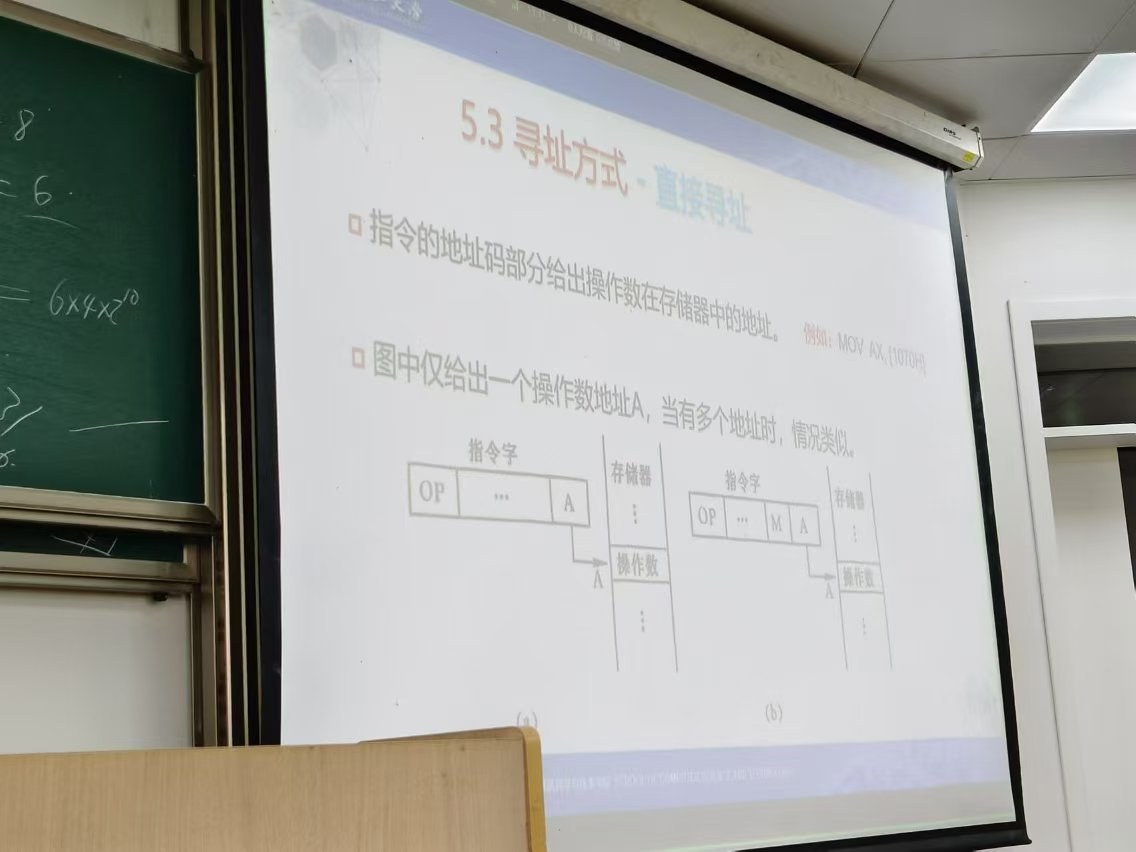 8
= 6
= 6×4×2^10
5.3 寻址方式 - 直接寻址
指令的地址码部分给出操作数在存储器中的地址。 例如：MOV AX, [1070H]
图中仅给出一个操作数地址A，当有多个地址时，情况类似。
指令字
OP ... A
存储器
⋮
操作数
A
⋮
(a)
指令字
OP ... M A
存储器
⋮
操作数
A
⋮
(b)